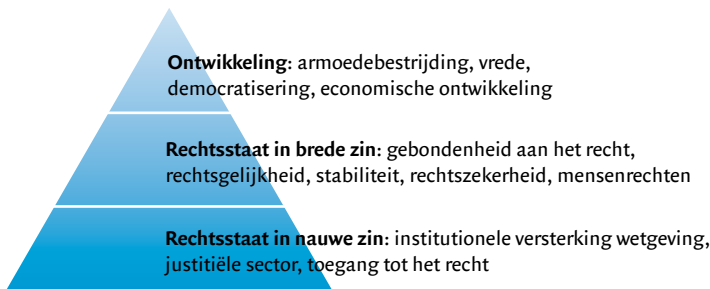 Ontwikkeling: armoedebestrijding, vrede,
democratisering, economische ontwikkeling
Rechtsstaat in brede zin: gebondenheid aan het recht,
rechtsgelijkheid, stabiliteit, rechtszekerheid, mensenrechten
Rechtsstaat in nauwe zin: institutionele versterking wetgeving,
justitiële sector, toegang tot het recht